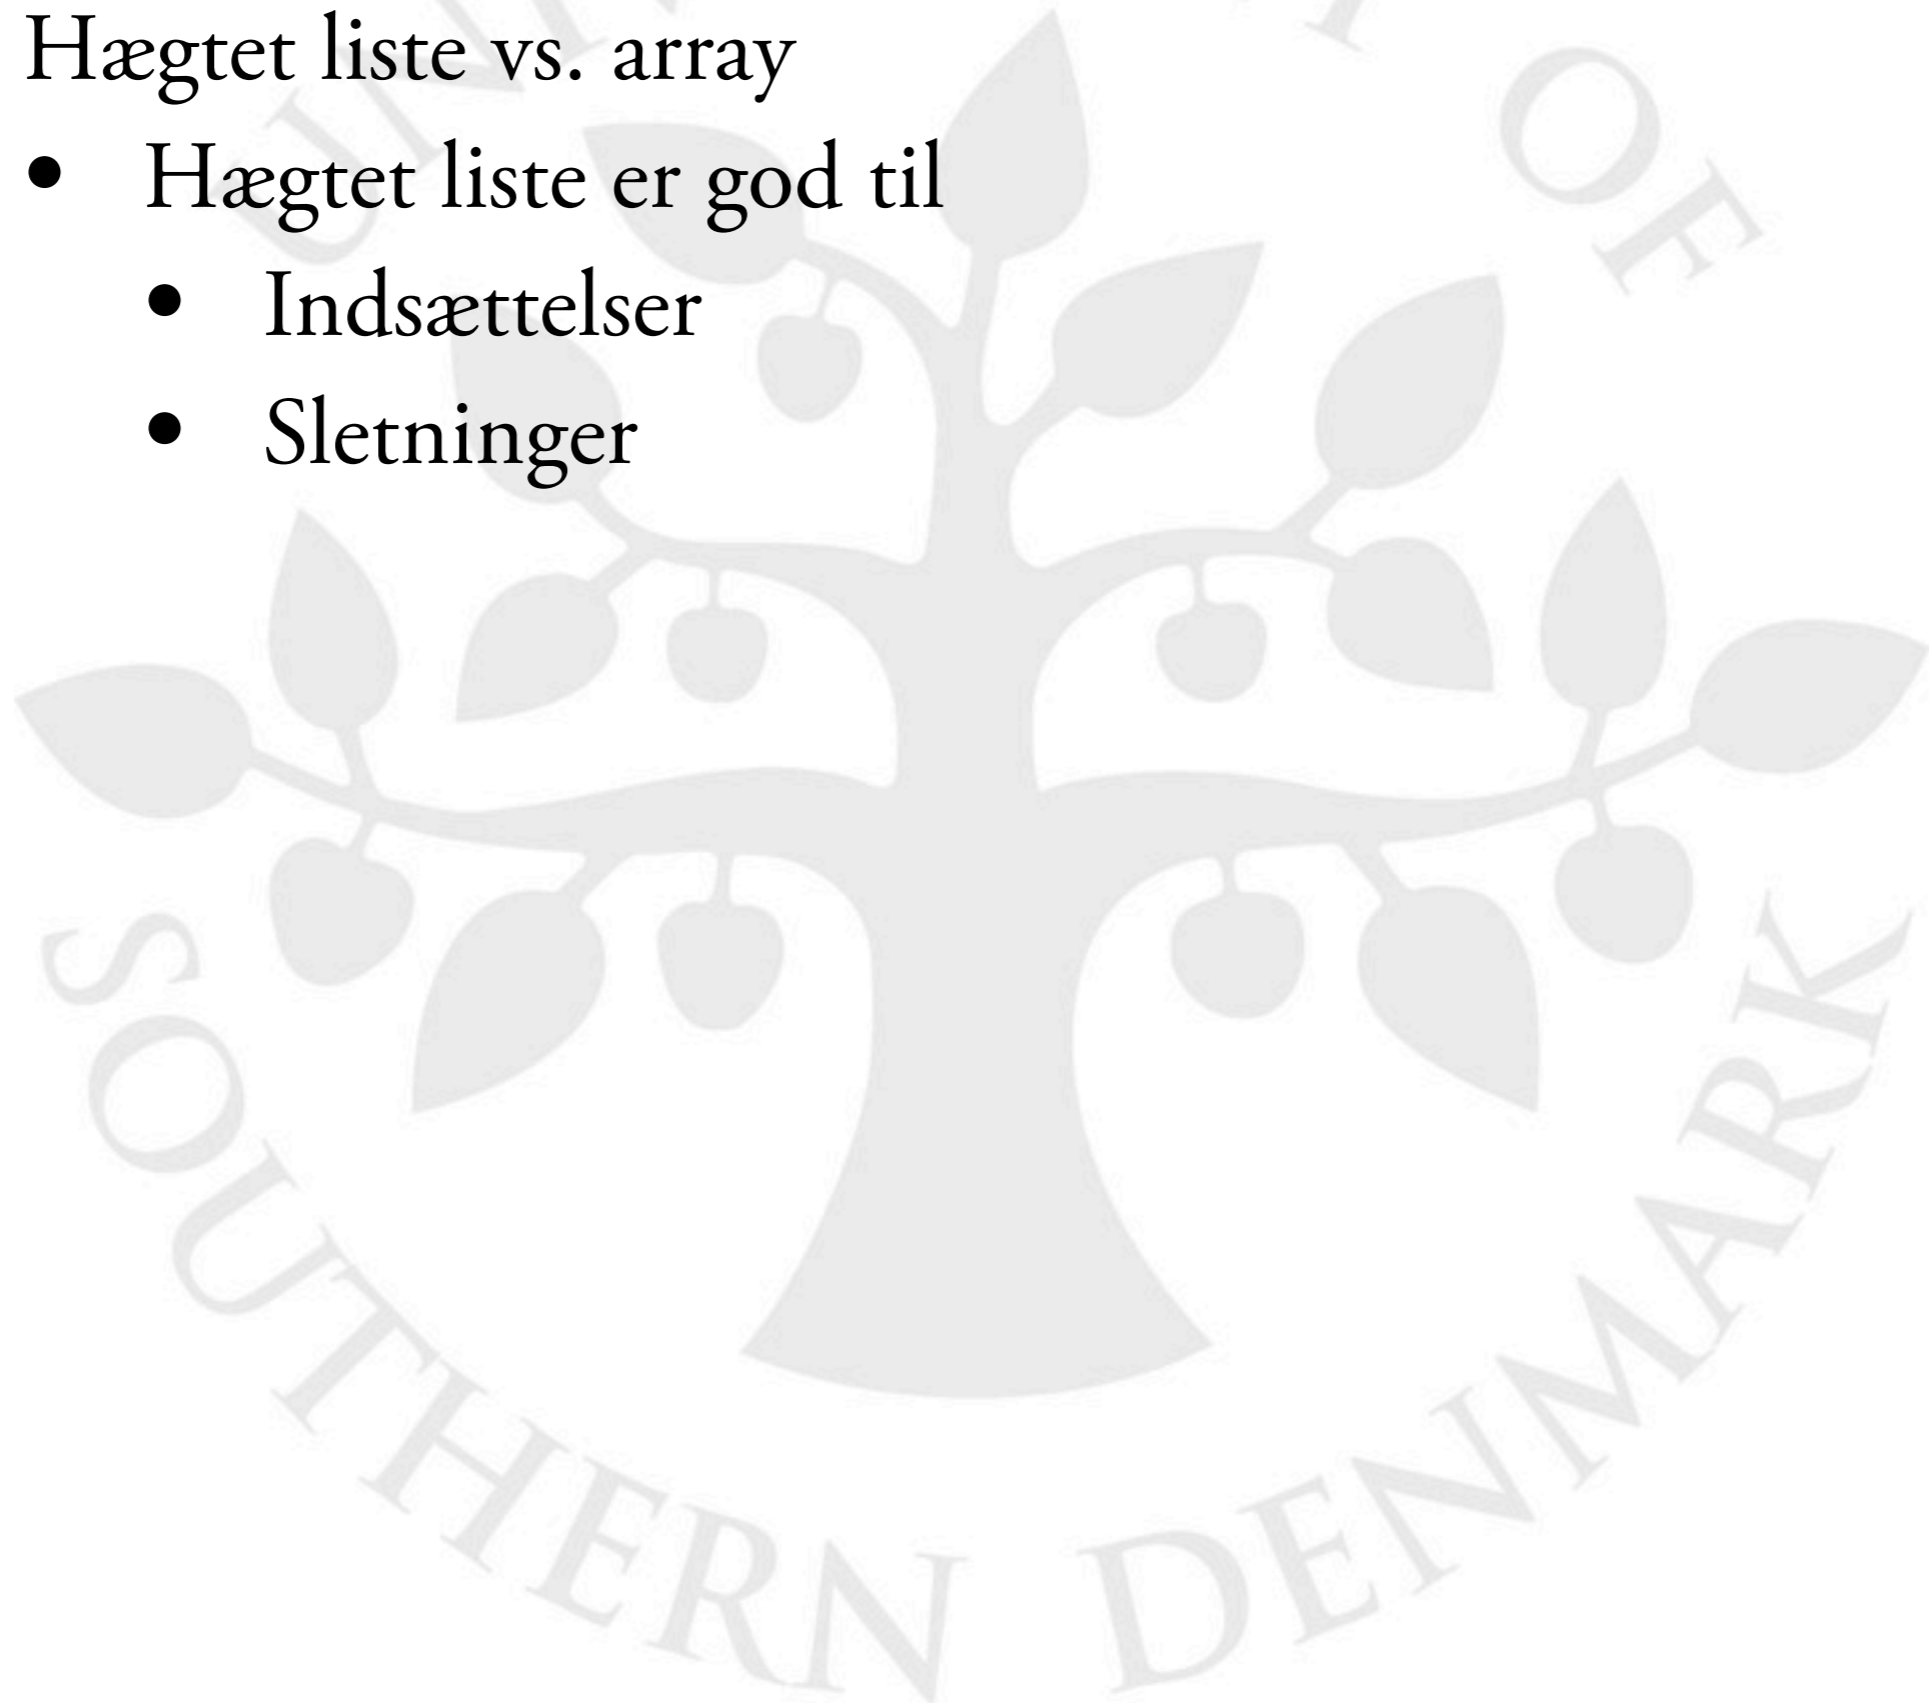 Hægtet liste vs. array
• Hægtet liste er god til
• Indsættelser
• Sletninger
OF
SOUTHERN DENMARK